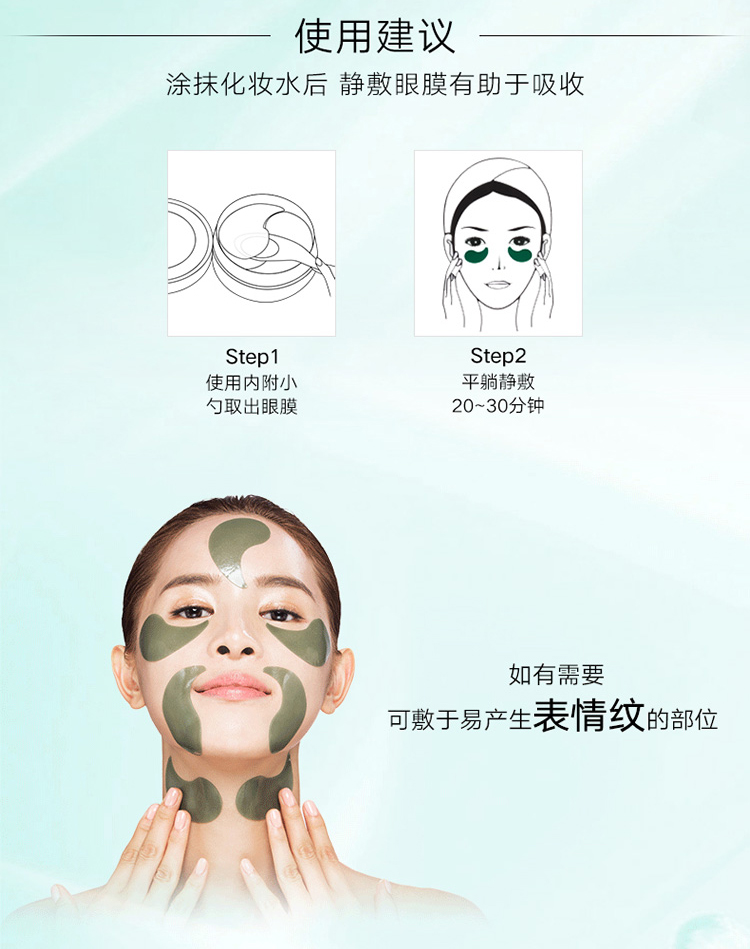 使用建议
涂抹化妆水后 静敷眼膜有助于吸收
Step1
使用内附小
勺取出眼膜
Step2
平躺静敷
20~30分钟
如有需要
可敷于易产生表情纹的部位